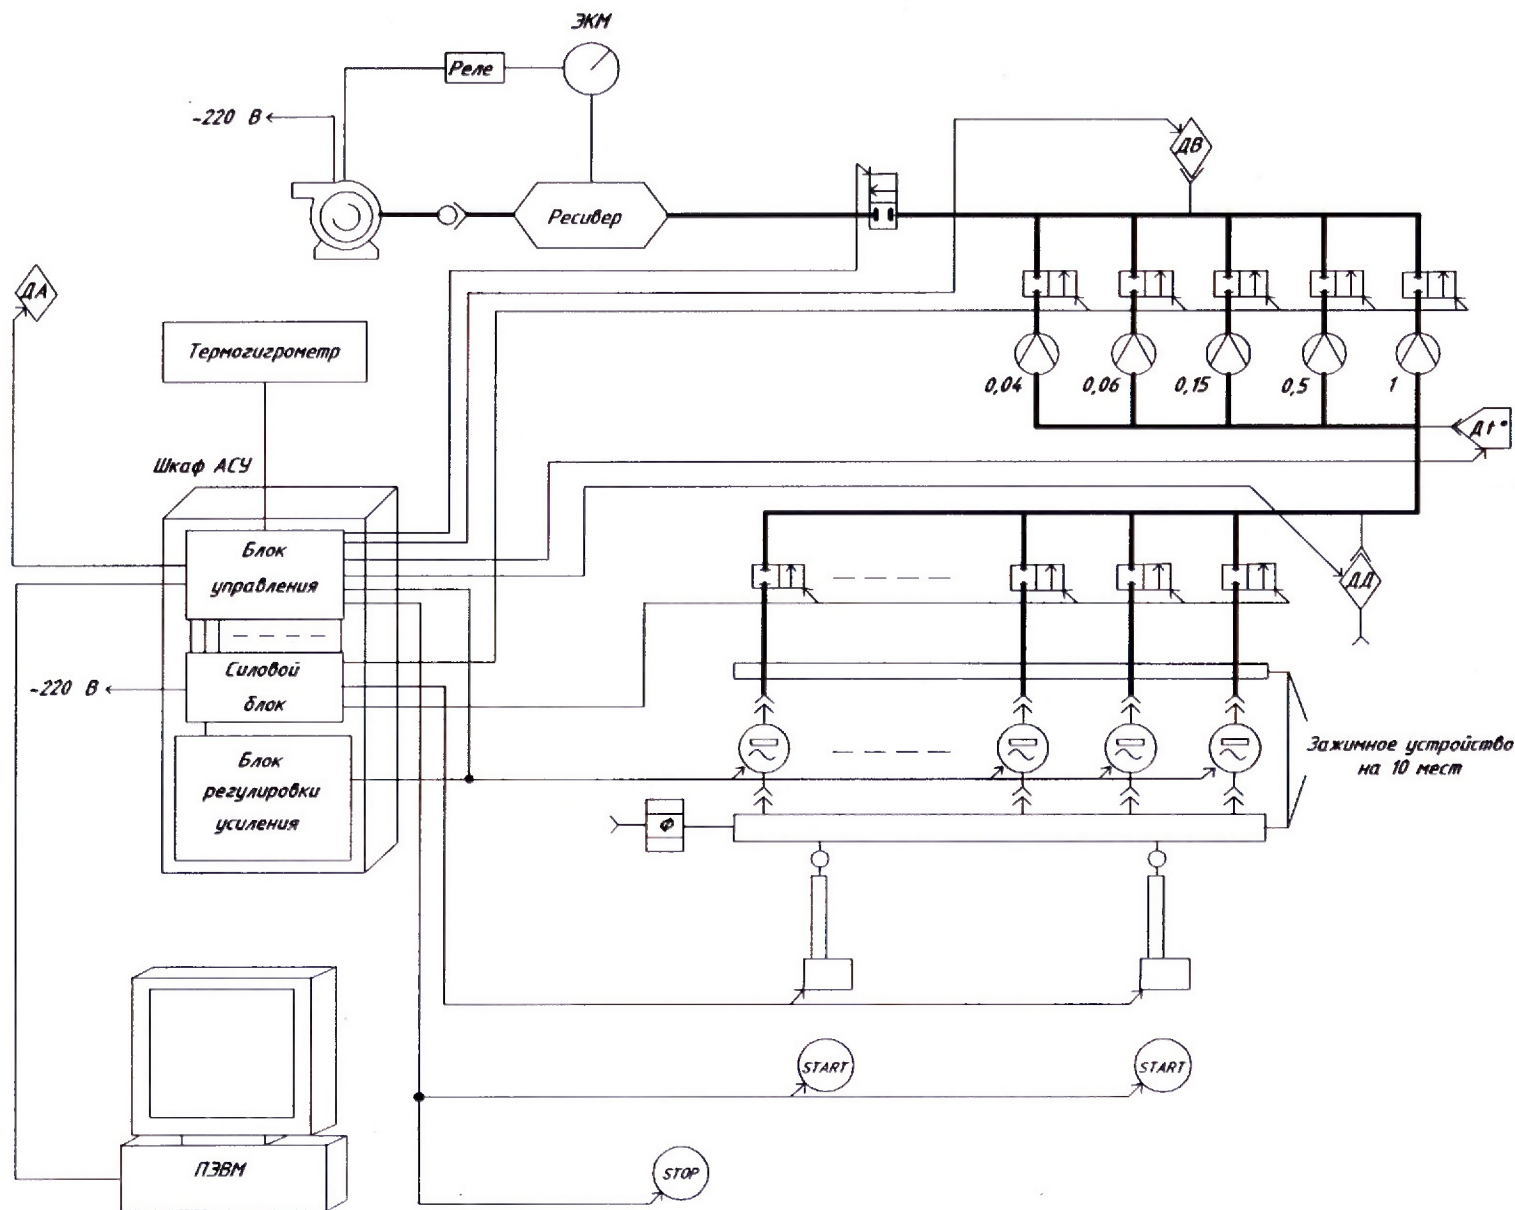 ЭКМ
Реле
~220 В
ДВ
Ресивер
ДА
Термогигрометр
0,04
0,06
0,15
0,5
1
Дt°
Шкаф АСУ
Блок
управления
ДД
Силовой
блок
~220 В
Блок
регулировки
усиления
Зажимное устройство
на 10 мест
Ф
START
START
ПЭВМ
STOP